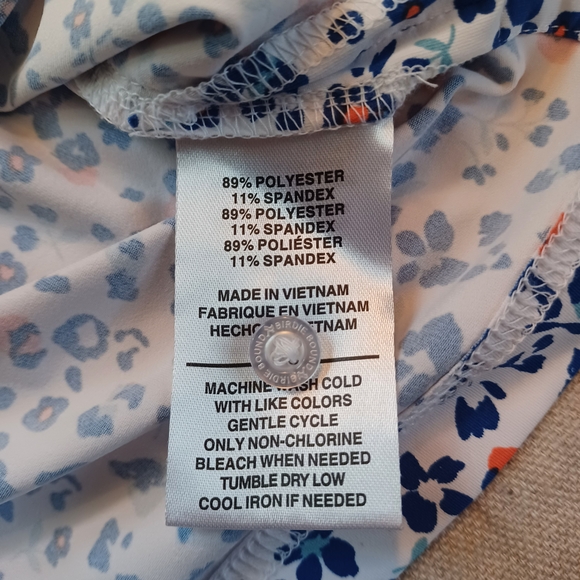 89% POLYESTER
11% SPANDEX
89% POLYESTER
11% SPANDEX
89% POLIÉSTER
11% SPANDEX
MADE IN VIETNAM
FABRIQUE EN VIETNAM
BIRDIE BOUND
MACHINE WASH COLD
WITH LIKE COLORS
GENTLE CYCLE
ONLY NON-CHLORINE
BLEACH WHEN NEEDED
TUMBLE DRY LOW
COOL IRON IF NEEDED